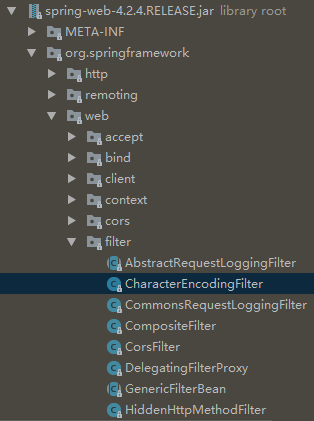 spring-web-4.2.4.RELEASE.jar library root
META-INF
org.springframework
http
remoting
web
accept
bind
client
context
cors
filter
AbstractRequestLoggingFilter
CharacterEncodingFilter
CommonsRequestLoggingFilter
CompositeFilter
CorsFilter
DelegatingFilterProxy
GenericFilterBean
HiddenHttpMethodFilter